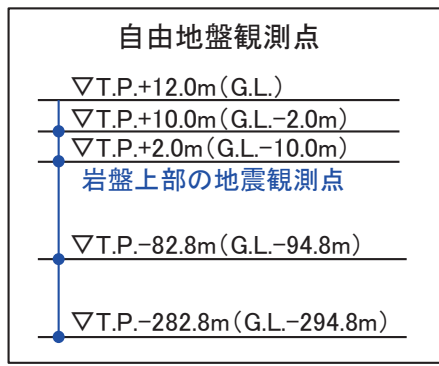 自由地盤観測点
▽T.P.+12.0m(G.L.)
▽T.P.+10.0m(G.L.-2.0m)
▽T.P.+2.0m(G.L.-10.0m)
岩盤上部の地震観測点
▽T.P.-82.8m(G.L.-94.8m)
▽T.P.-282.8m(G.L.-294.8m)